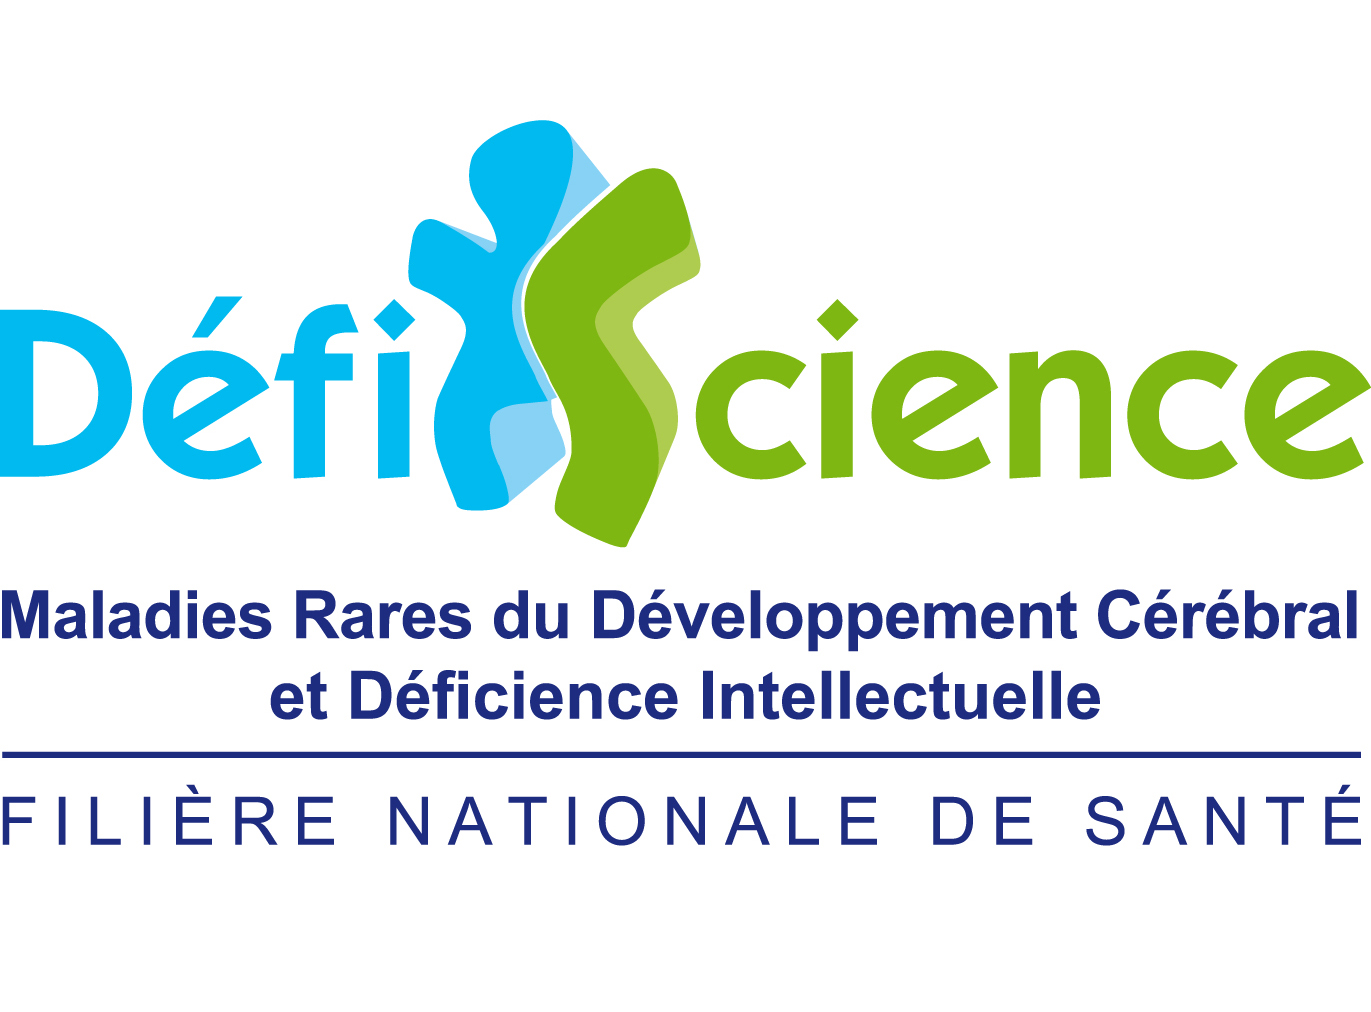 DéfiScience
Maladies Rares du Développement Cérébral
et Déficience Intellectuelle
FILIÈRE NATIONALE DE SANTÉ